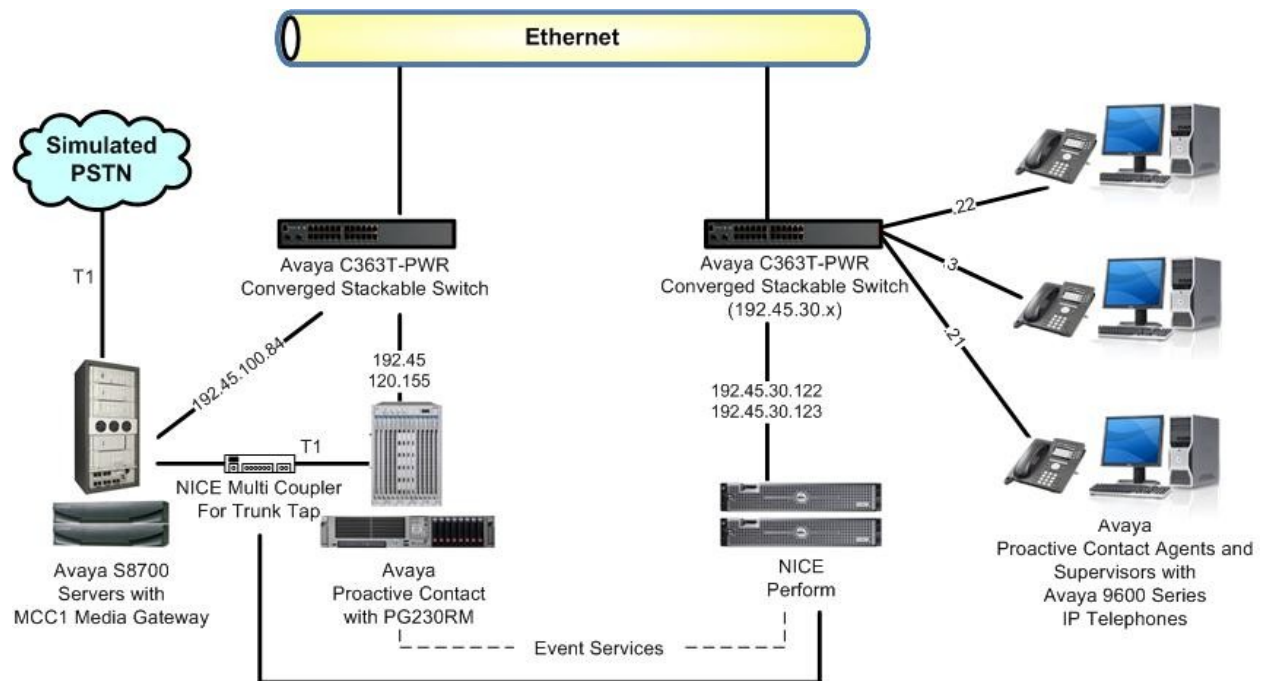 Ethernet
Simulated
PSTN
T1
Avaya C363T-PWR
Converged Stackable Switch
Avaya C363T-PWR
Converged Stackable Switch
(192.45.30.x)
.22
.3
.21
192.45.100.84
192.45
120.155
192.45.30.122
192.45.30.123
T1
NICE Multi Coupler
For Trunk Tap
Avaya S8700
Servers with
MCC1 Media Gateway
Avaya
Proactive Contact
with PG230RM
NICE
Perform
Avaya
Proactive Contact Agents and
Supervisors with
Avaya 9600 Series
IP Telephones
Event Services